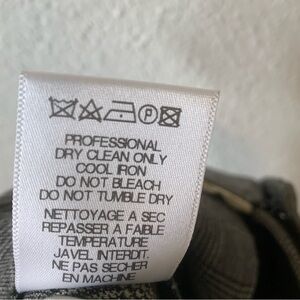 P
PROFESSIONAL
DRY CLEAN ONLY
COOL IRON
DO NOT BLEACH
DO NOT TUMBLE DRY
NETTOYAGE A SEC
REPASSER A FAIBLE
TEMPERATURE
JAVEL INTERDIT.
NE PAS SECHER
EN MACHINE